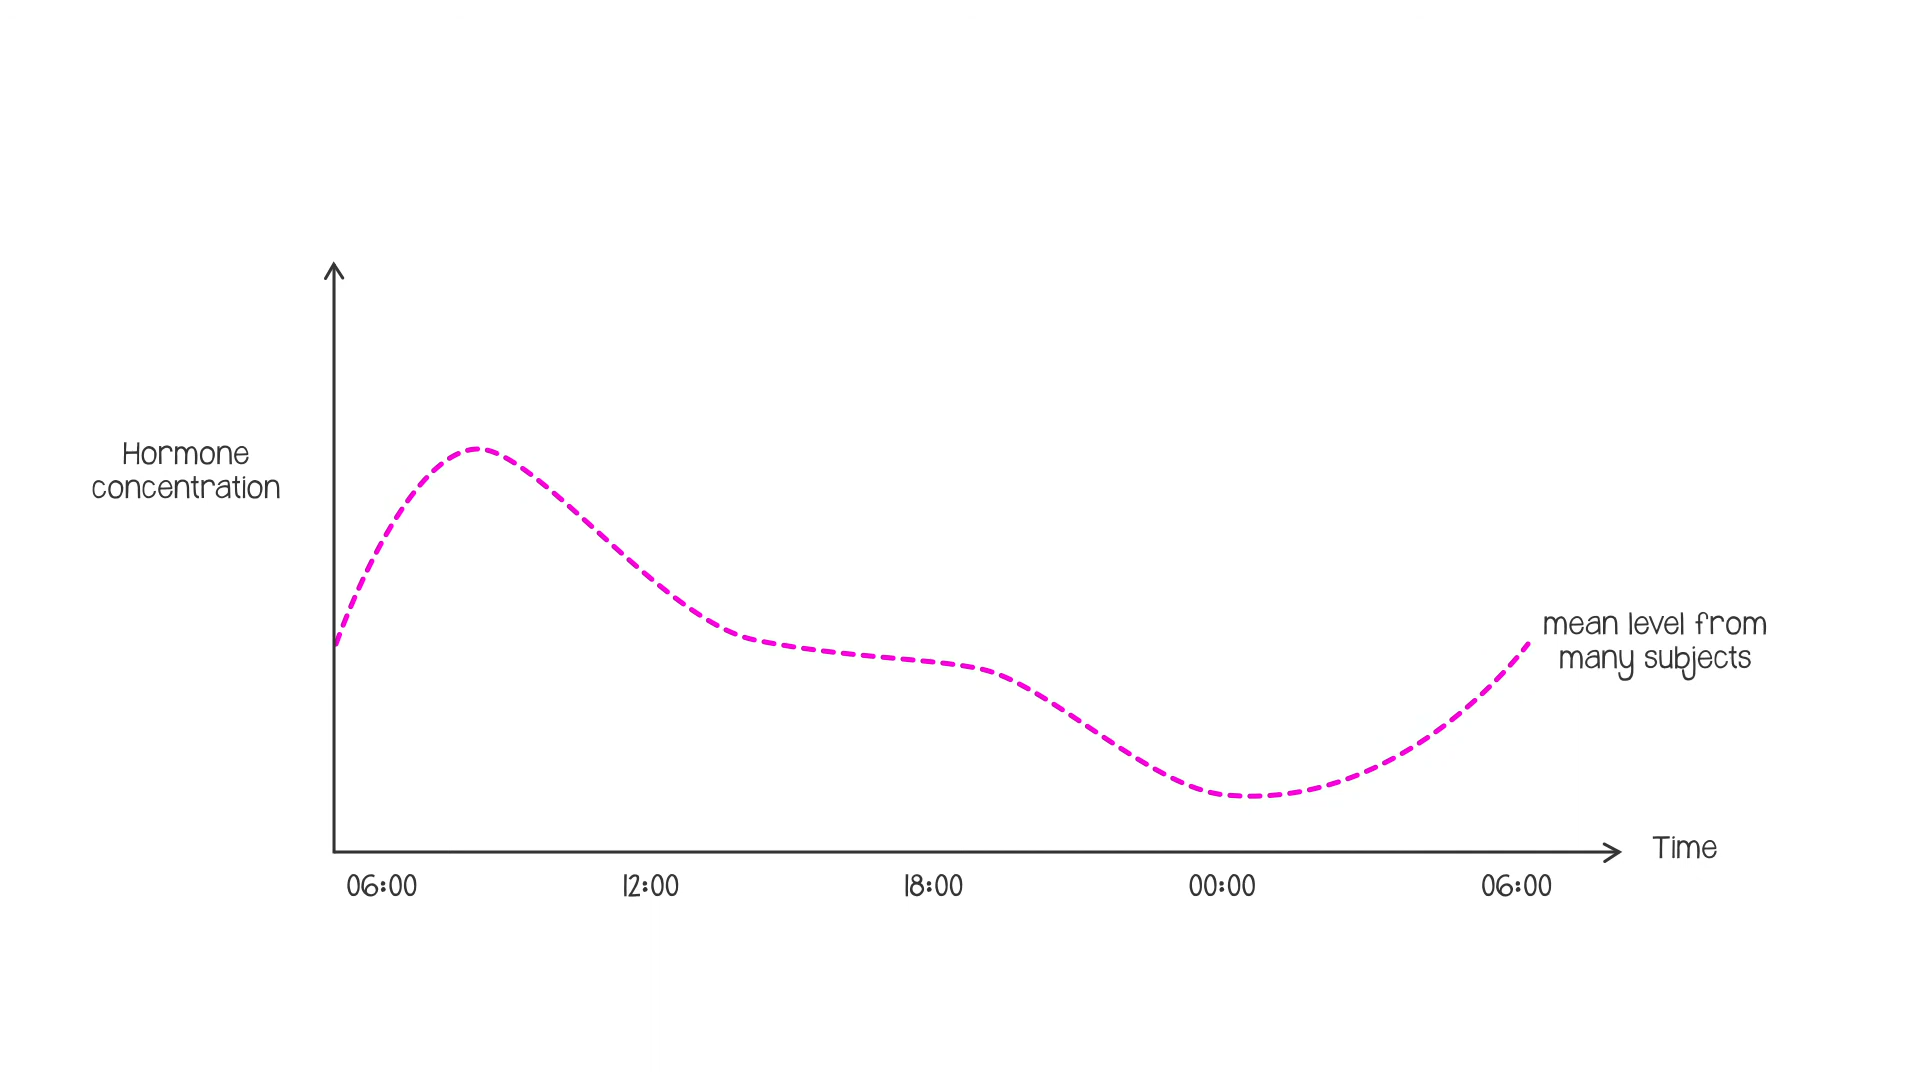 Hormone
concentration
mean level from
many subjects
Time
06:00
12:00
18:00
00:00
06:00